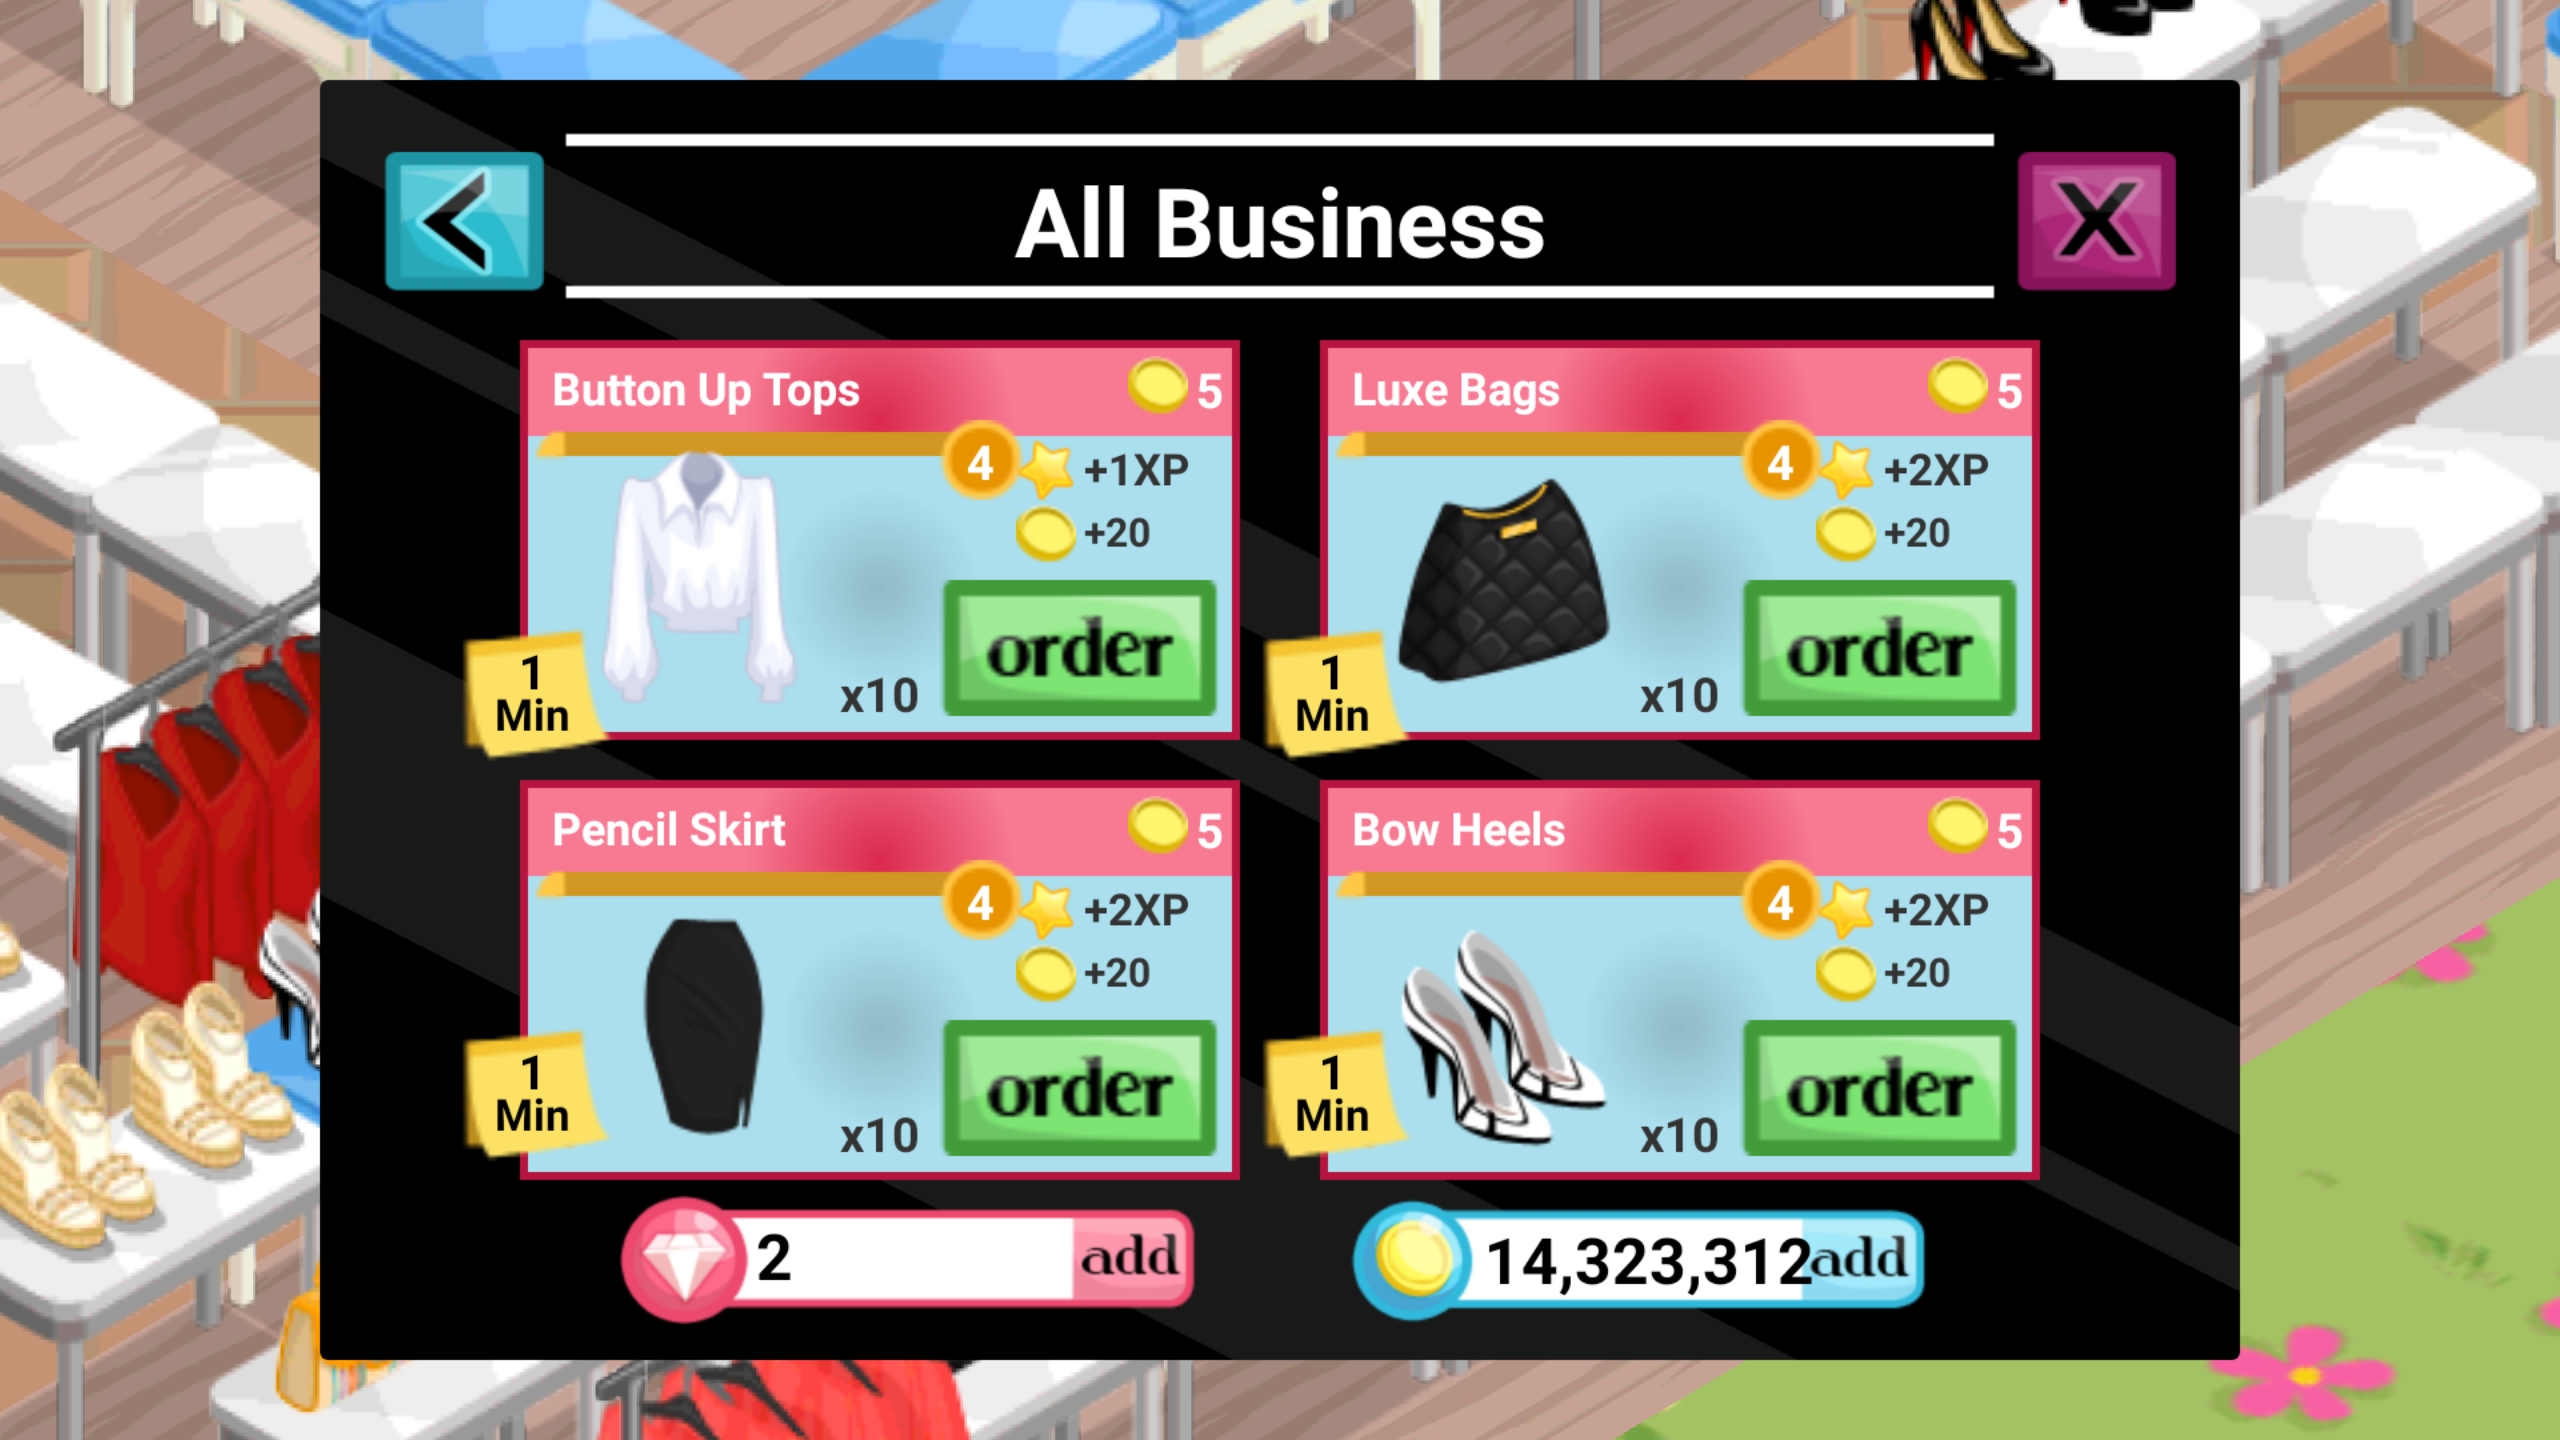 All Business
X
Button Up Tops
5
4
+1XP
+20
1
Min
x10
order
Luxe Bags
5
4
+2XP
+20
1
Min
x10
order
Pencil Skirt
5
4
+2XP
+20
1
Min
x10
order
Bow Heels
5
4
+2XP
+20
1
Min
x10
order
2
add
14,323,312
add